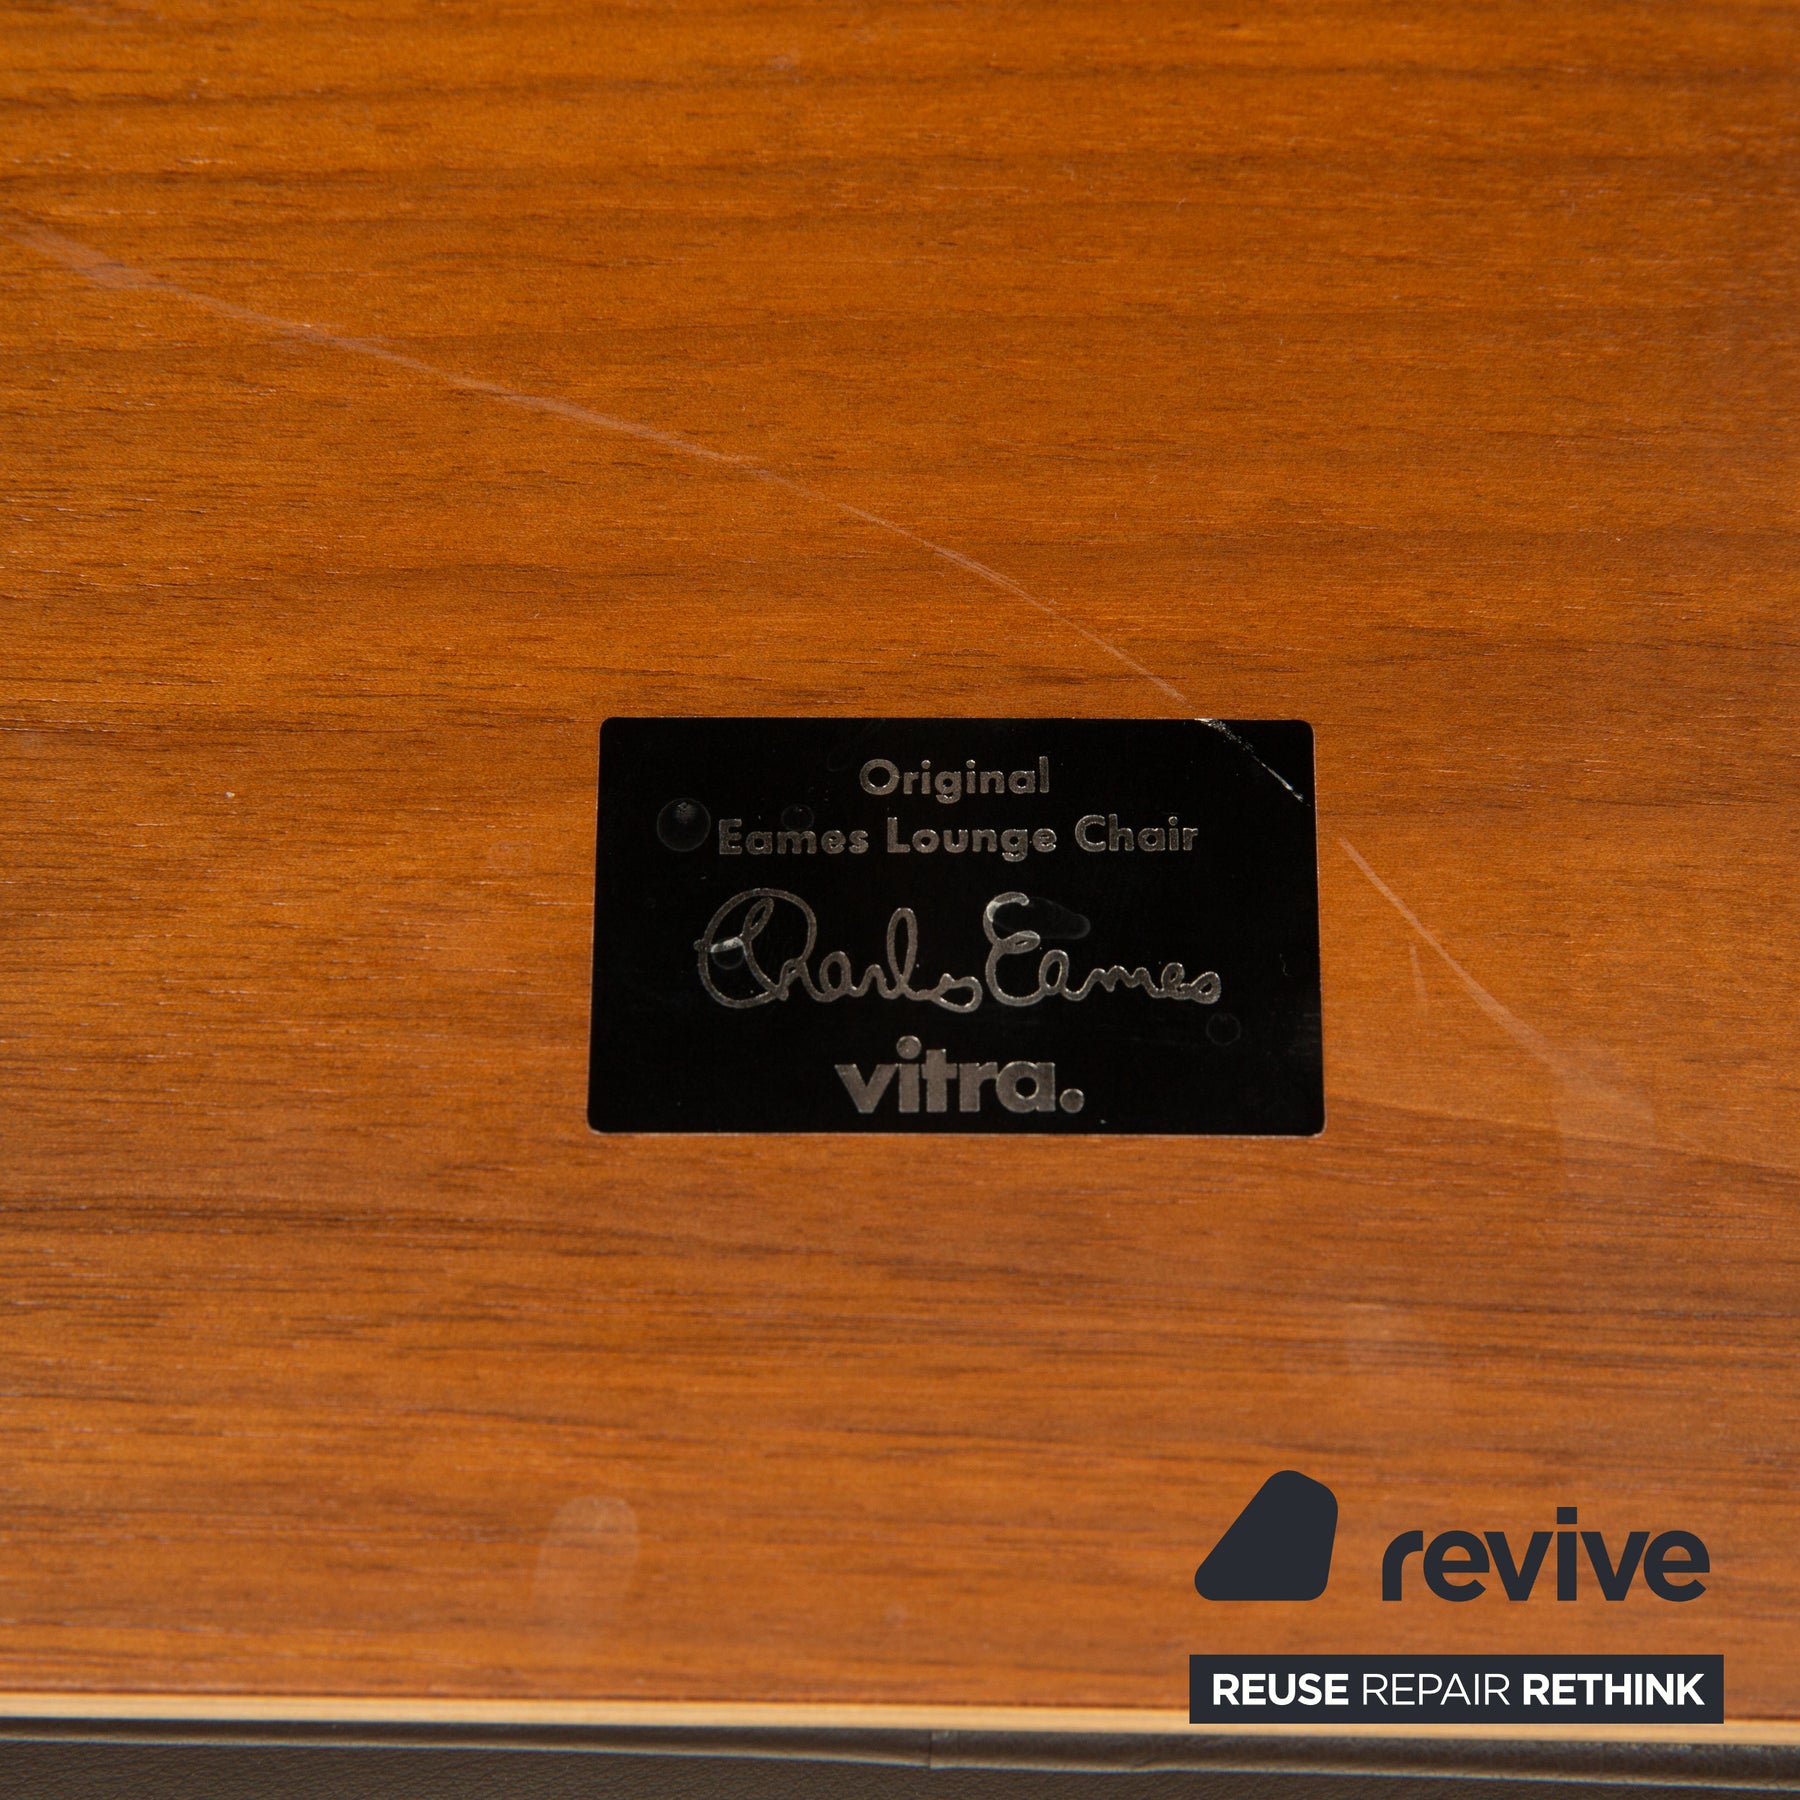 Original
Eames Lounge Chair
Charles Eames
vitra.
revive
REUSE REPAIR RETHINK